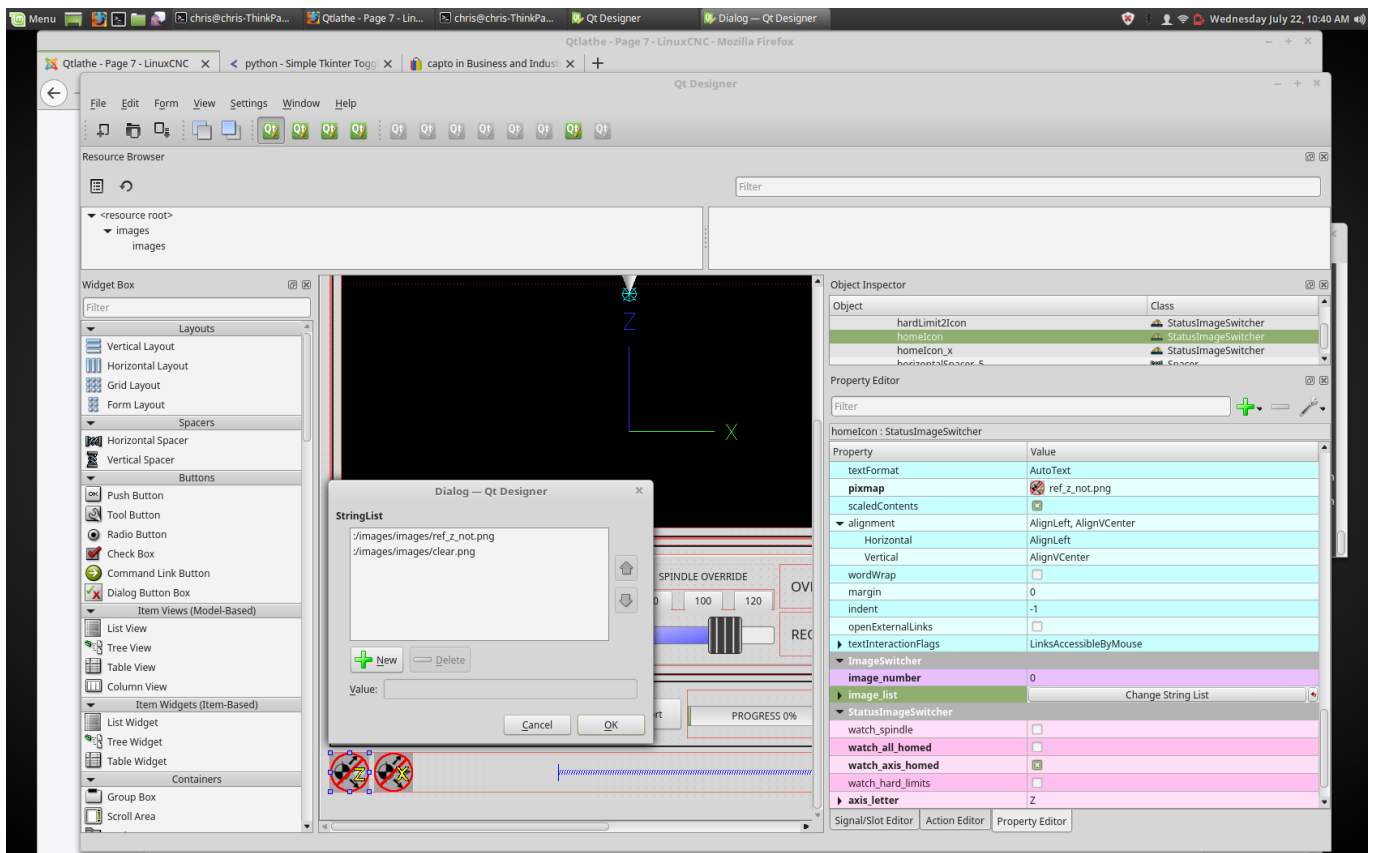 Menu chris@chris-ThinkPa... Qtlathe - Page 7 - Lin... chris@chris-ThinkPa... Qt Designer Dialog — Qt Designer Wednesday July 22, 10:40 AM
Qtlathe - Page 7 - LinuxCNC - Mozilla Firefox
Qtlathe - Page 7 - LinuxCNC python - Simple Tkinter Togg capto in Business and Indust
Qt Designer
File Edit Form View Settings Window Help
Resource Browser
Filter
<resource root>
images
images
Widget Box
Filter
Layouts
Vertical Layout
Horizontal Layout
Grid Layout
Form Layout
Spacers
Horizontal Spacer
Vertical Spacer
Buttons
OK Push Button
Tool Button
Radio Button
Check Box
Command Link Button
Dialog Button Box
Item Views (Model-Based)
List View
Tree View
Table View
Column View
Item Widgets (Item-Based)
List Widget
Tree Widget
Table Widget
Containers
Group Box
Scroll Area
Z
X
Dialog — Qt Designer
StringList
:/images/images/ref_z_not.png
:/images/images/clear.png
New Delete
Value:
Cancel OK
SPINDLE OVERRIDE
0 100 120
OV
REC
rt
PROGRESS 0%
Z X
Object Inspector
Object Class
hardLimit2Icon StatusImageSwitcher
homeIcon StatusImageSwitcher
homeIcon_x StatusImageSwitcher
horizontalSpacer_5 Spacer
Property Editor
Filter
homeIcon : StatusImageSwitcher
Property Value
textFormat AutoText
pixmap ref_z_not.png
scaledContents
alignment AlignLeft, AlignVCenter
Horizontal AlignLeft
Vertical AlignVCenter
wordWrap
margin 0
indent -1
openExternalLinks
textInteractionFlags LinksAccessibleByMouse
ImageSwitcher
image_number 0
image_list Change String List
StatusImageSwitcher
watch_spindle
watch_all_homed
watch_axis_homed
watch_hard_limits
axis_letter Z
Signal/Slot Editor Action Editor Property Editor